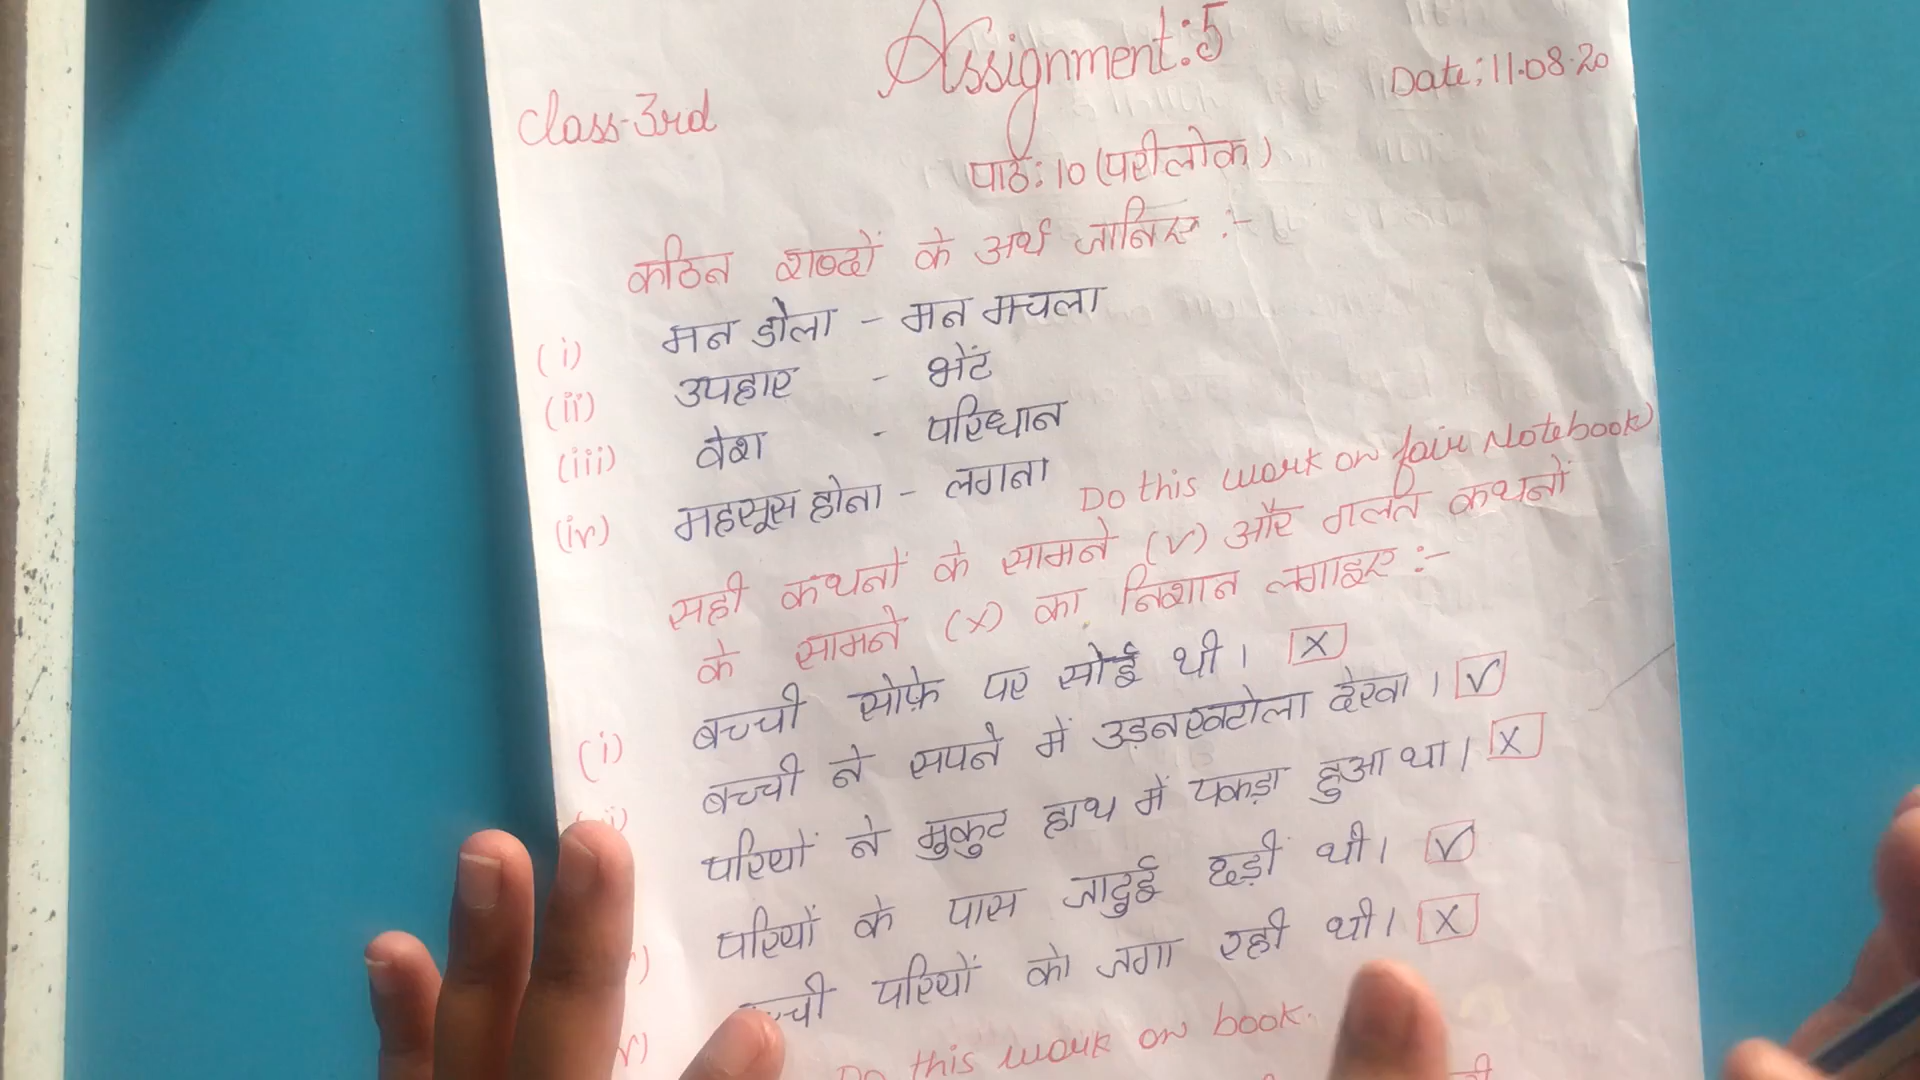 Assignment:5
Class-3rd
Date: 11.08.20
पाठ: 10 (परीलोक)
कठिन शब्दों के अर्थ जानिए :-
(i) मन डोला - मन मचला
(ii) उपहार - भेंट
(iii) वेश - परिधान
(iv) महसूस होना - लगना
Do this work on fair Notebook)
सही कथनों के सामने (✓) और गलत कथनों
के सामने (x) का निशान लगाइए :-
(i) बच्ची सोफ़े पर सोई थी। x
बच्ची ने सपने में उड़नखटोला देखा। ✓
परियों ने मुकुट हाथ में पकड़ा हुआ था। x
परियों के पास जादुई छड़ी थी। ✓
परियों को जगा रही थी। x
Do this work on book.